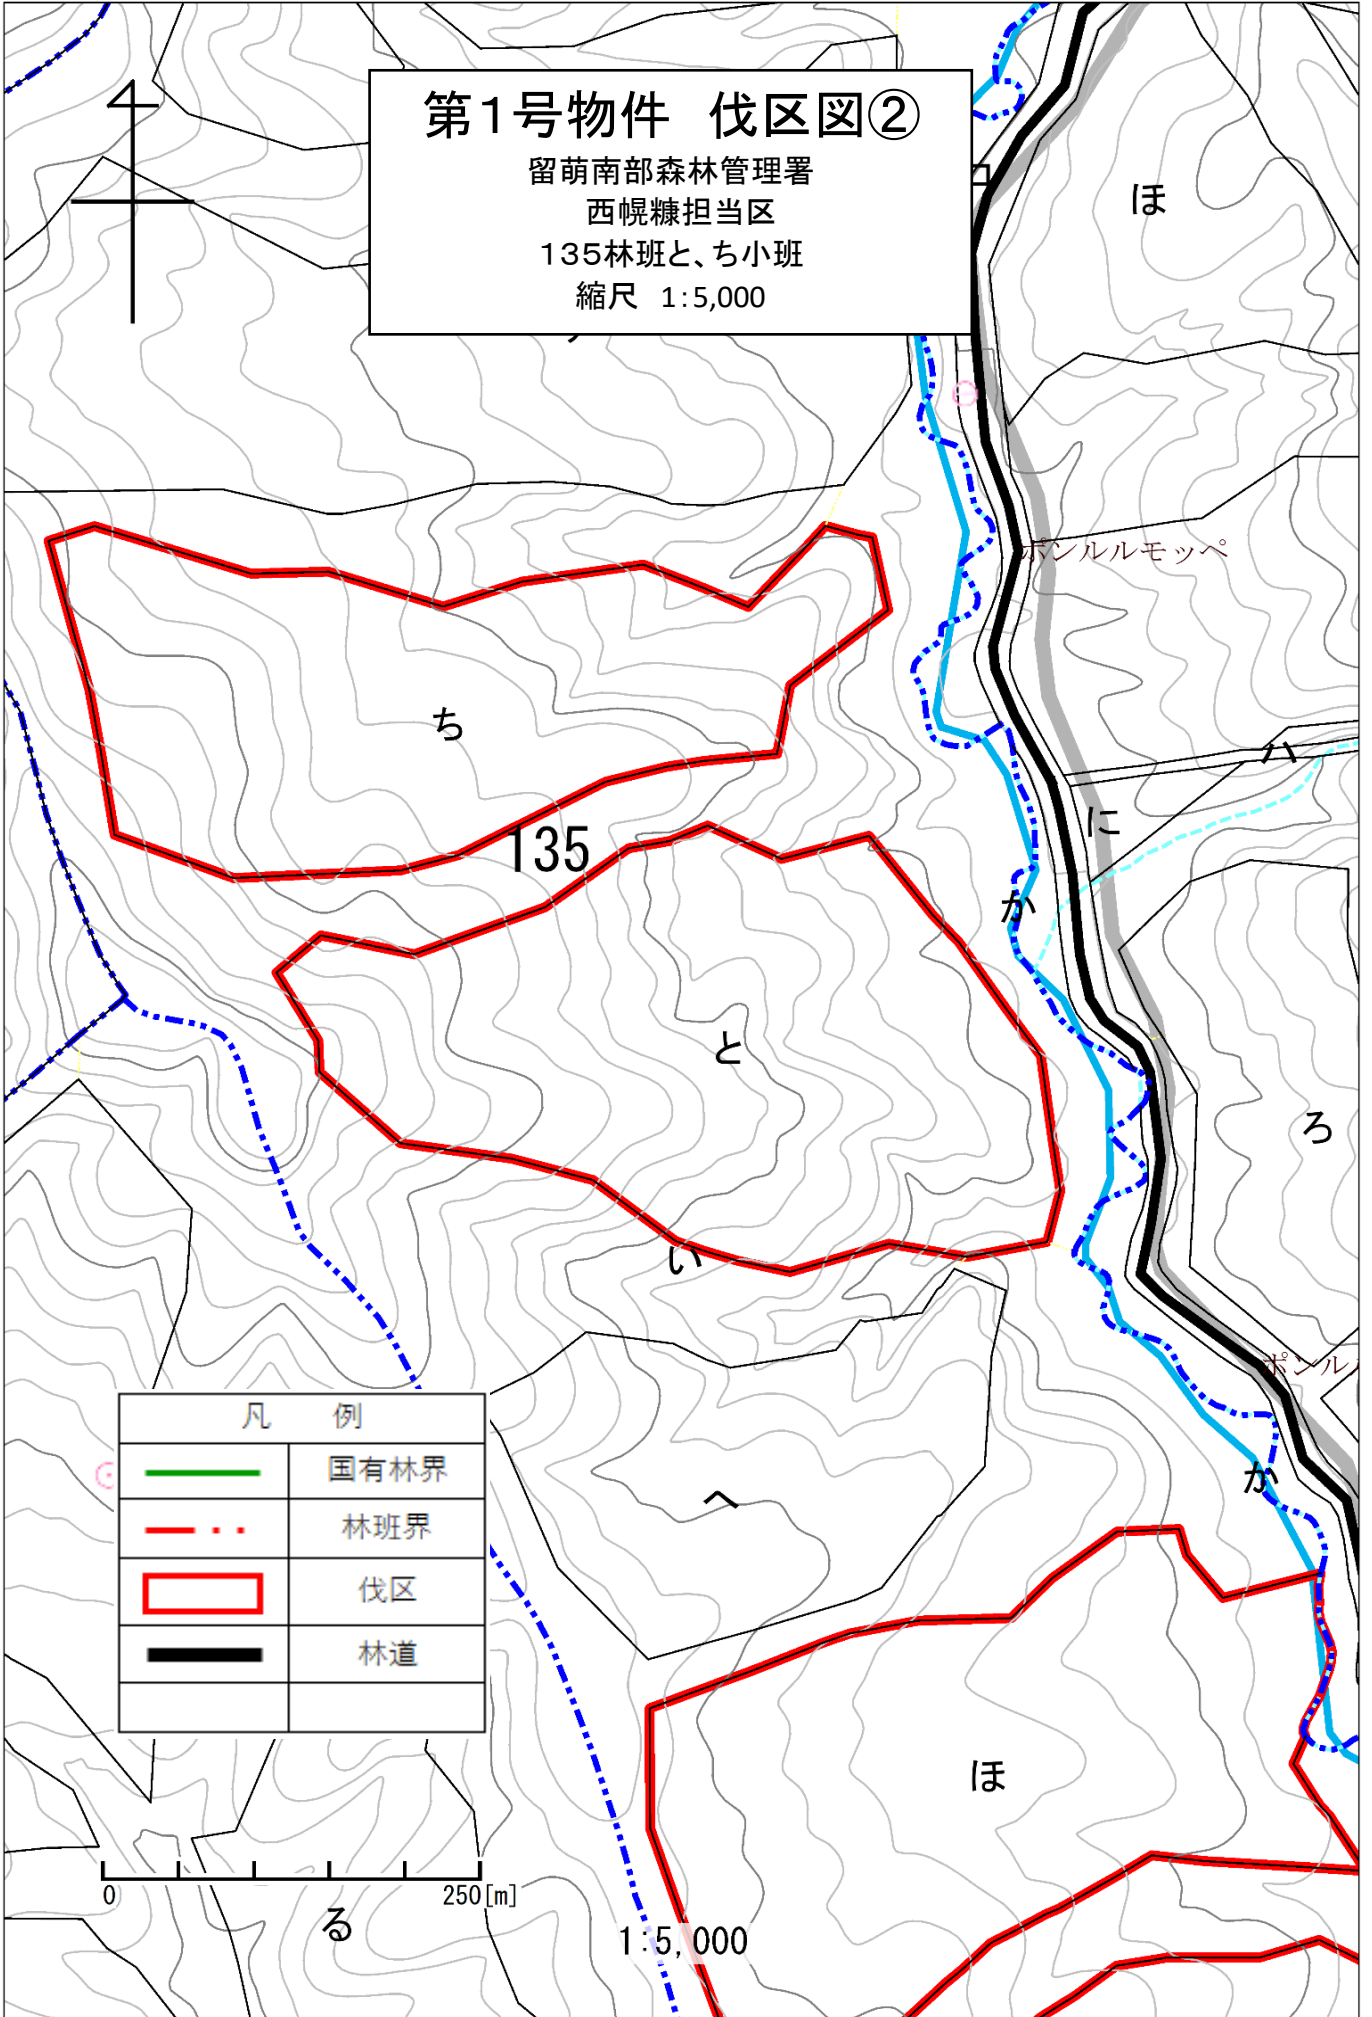 第1号物件 伐区図②
留萌南部森林管理署
西幌糠担当区
135林班と、ち小班
縮尺 1:5,000
ほ
ポンルルモッペ
ち
ハ
に
135
か
と
ろ
い
ポンル
凡 例
国有林界
林班界
伐区
林道
へ
か
ほ
0
250[m]
る
1:5,000